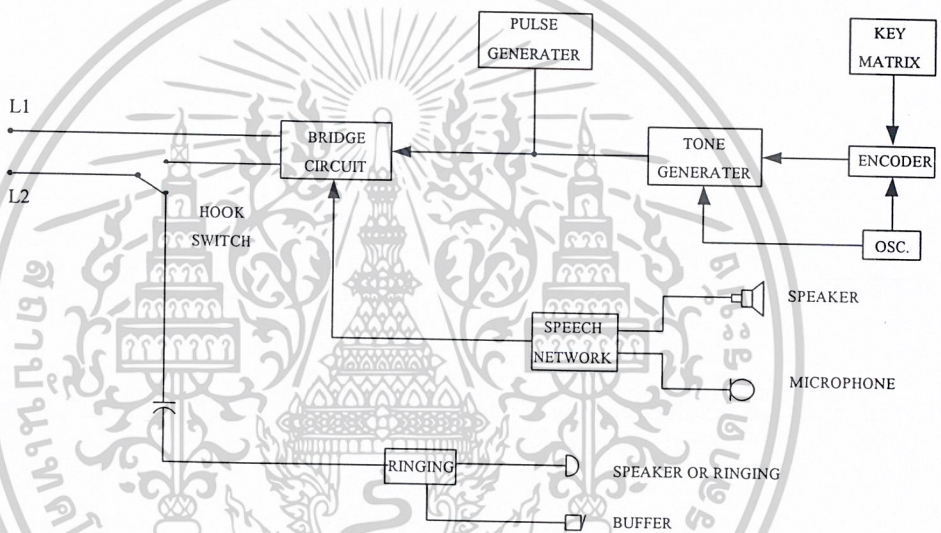 PULSE
GENERATER
KEY
MATRIX
L1
BRIDGE
CIRCUIT
TONE
GENERATER
ENCODER
L2
HOOK
SWITCH
OSC.
SPEAKER
SPEECH
NETWORK
MICROPHONE
RINGING
SPEAKER OR RINGING
BUFFER